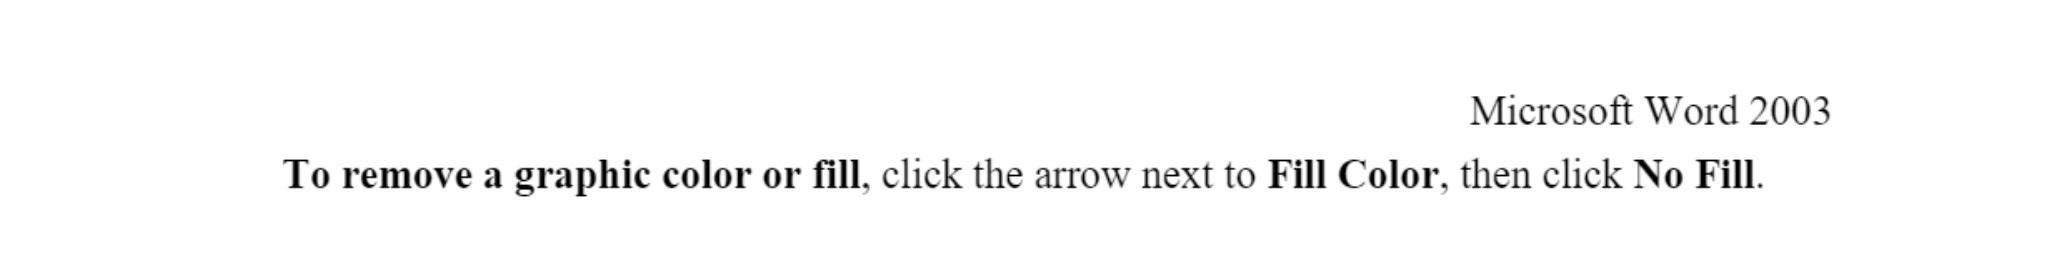 Microsoft Word 2003
To remove a graphic color or fill, click the arrow next to Fill Color, then click No Fill.